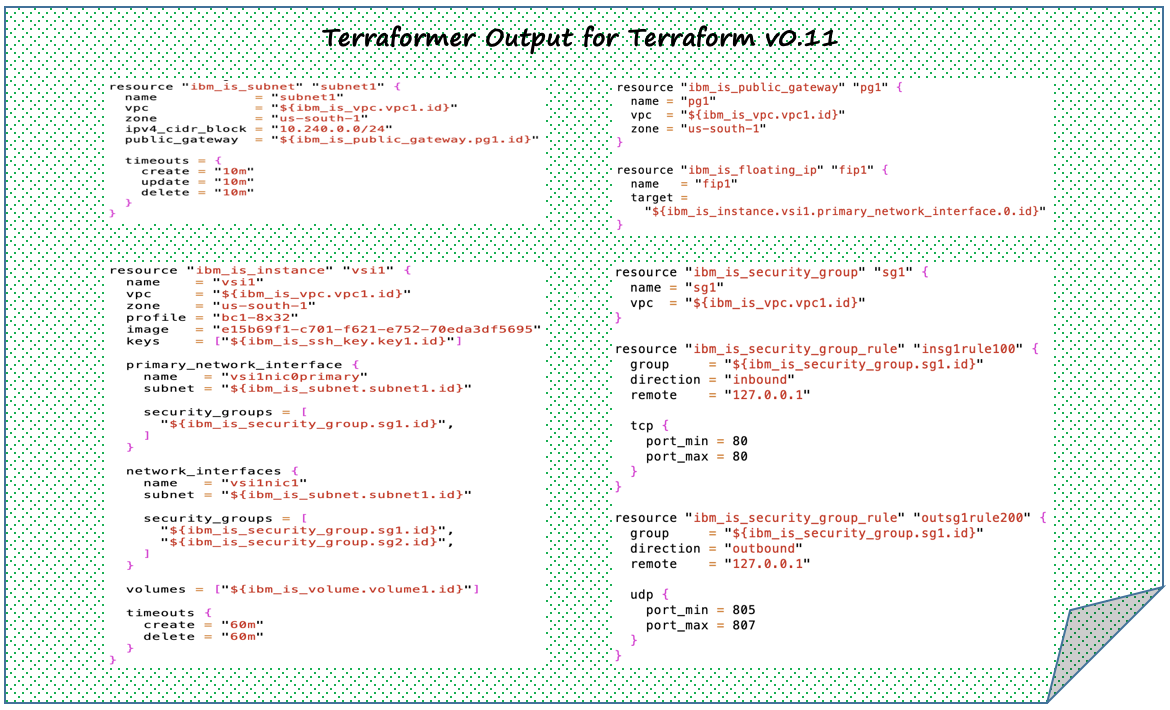 Terraformer Output for Terraform v0.11
resource "ibm_is_subnet" "subnet1" {
  name            = "subnet1"
  vpc             = "${ibm_is_vpc.vpc1.id}"
  zone            = "us-south-1"
  ipv4_cidr_block = "10.240.0.0/24"
  public_gateway  = "${ibm_is_public_gateway.pg1.id}"

  timeouts = {
    create = "10m"
    update = "10m"
    delete = "10m"
  }
}
resource "ibm_is_public_gateway" "pg1" {
  name = "pg1"
  vpc  = "${ibm_is_vpc.vpc1.id}"
  zone = "us-south-1"
}

resource "ibm_is_floating_ip" "fip1" {
  name   = "fip1"
  target =
    "${ibm_is_instance.vsi1.primary_network_interface.0.id}"
}
resource "ibm_is_instance" "vsi1" {
  name    = "vsi1"
  vpc     = "${ibm_is_vpc.vpc1.id}"
  zone    = "us-south-1"
  profile = "bc1-8x32"
  image   = "e15b69f1-c701-f621-e752-70eda3df5695"
  keys    = ["${ibm_is_ssh_key.key1.id}"]

  primary_network_interface {
    name   = "vsi1nic0primary"
    subnet = "${ibm_is_subnet.subnet1.id}"

    security_groups = [
      "${ibm_is_security_group.sg1.id}",
    ]
  }

  network_interfaces {
    name   = "vsi1nic1"
    subnet = "${ibm_is_subnet.subnet1.id}"

    security_groups = [
      "${ibm_is_security_group.sg1.id}",
      "${ibm_is_security_group.sg2.id}",
    ]
  }

  volumes = ["${ibm_is_volume.volume1.id}"]

  timeouts {
    create = "60m"
    delete = "60m"
  }
}
resource "ibm_is_security_group" "sg1" {
  name = "sg1"
  vpc  = "${ibm_is_vpc.vpc1.id}"
}

resource "ibm_is_security_group_rule" "insg1rule100" {
  group     = "${ibm_is_security_group.sg1.id}"
  direction = "inbound"
  remote    = "127.0.0.1"

  tcp {
    port_min = 80
    port_max = 80
  }
}

resource "ibm_is_security_group_rule" "outsg1rule200" {
  group     = "${ibm_is_security_group.sg1.id}"
  direction = "outbound"
  remote    = "127.0.0.1"

  udp {
    port_min = 805
    port_max = 807
  }
}